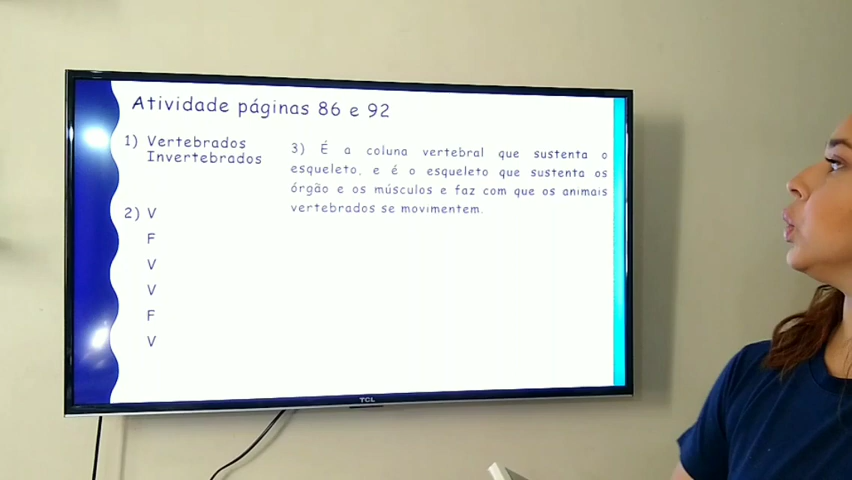 Atividade páginas 86 e 92
1) Vertebrados
Invertebrados
2) V
F
V
V
F
V
3) É a coluna vertebral que sustenta o
esqueleto, e é o esqueleto que sustenta os
órgão e os músculos e faz com que os animais
vertebrados se movimentem.
TCL